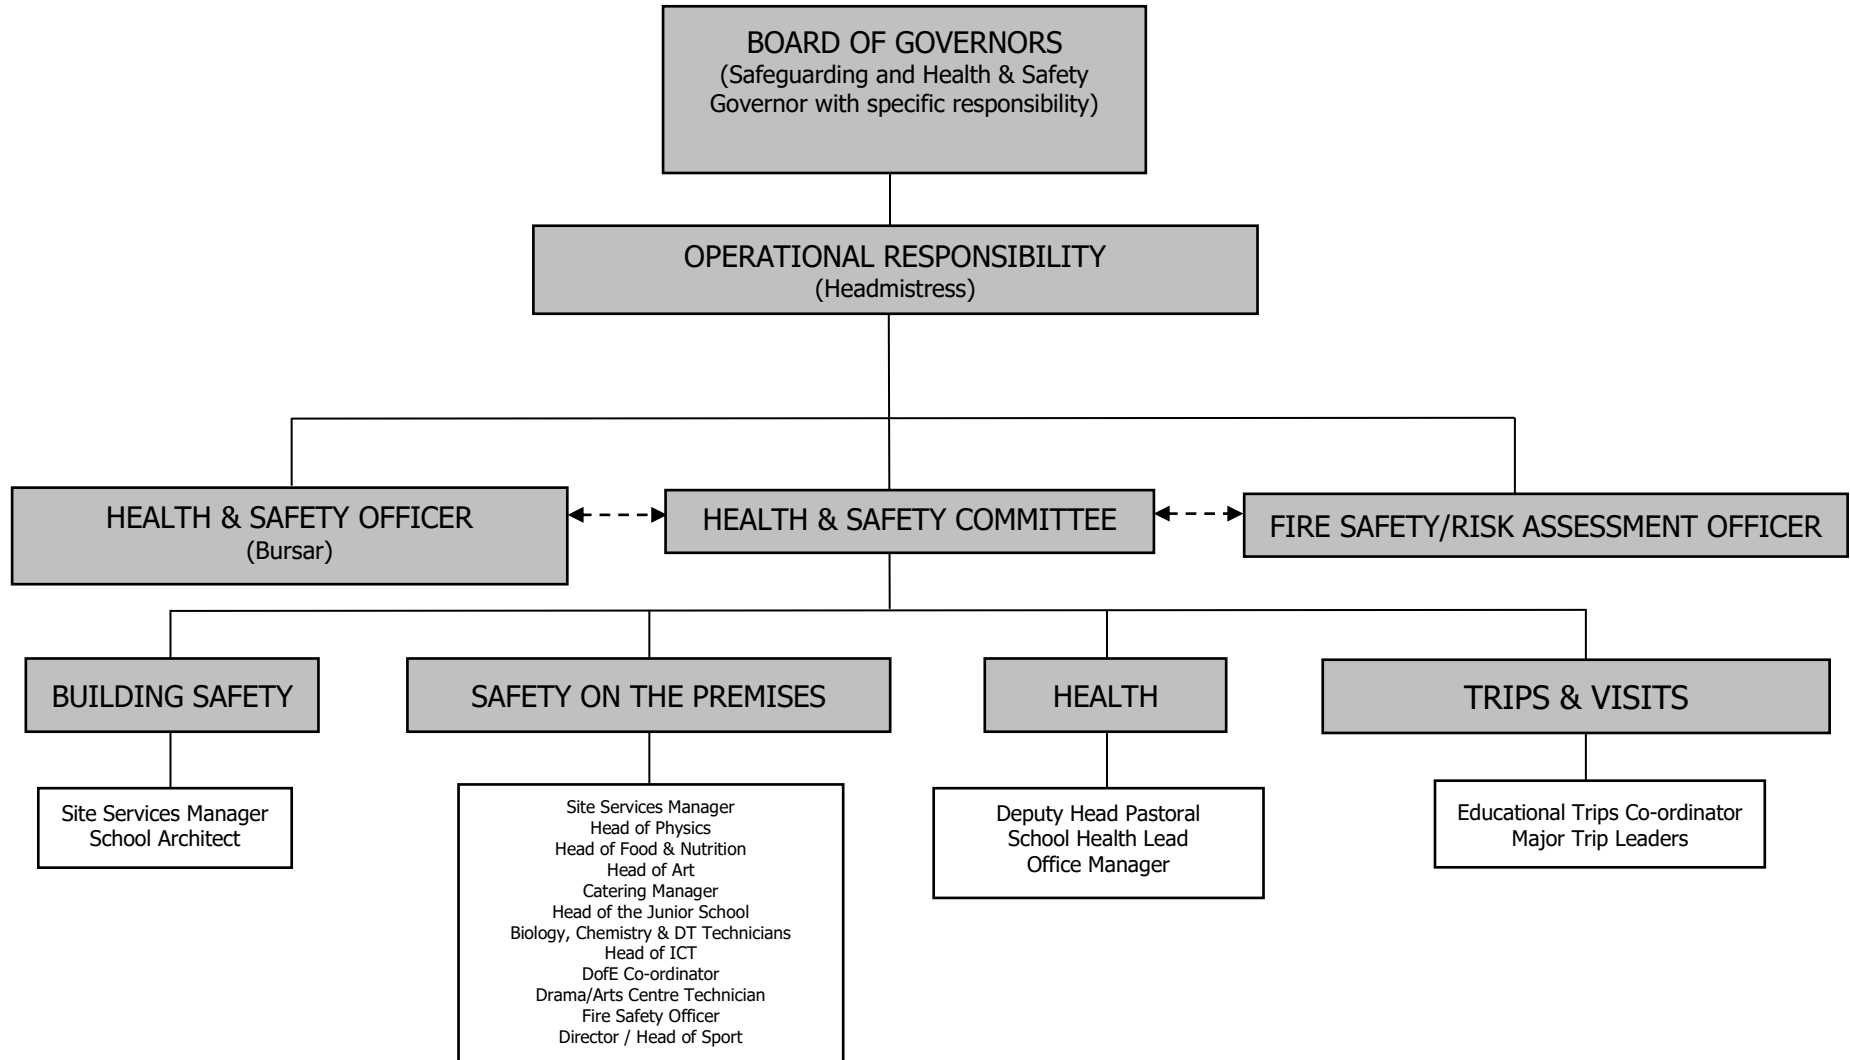 BOARD OF GOVERNORS
(Safeguarding and Health & Safety
Governor with specific responsibility)
OPERATIONAL RESPONSIBILITY
(Headmistress)
HEALTH & SAFETY OFFICER
(Bursar)
HEALTH & SAFETY COMMITTEE
FIRE SAFETY/RISK ASSESSMENT OFFICER
BUILDING SAFETY
SAFETY ON THE PREMISES
HEALTH
TRIPS & VISITS
Site Services Manager
School Architect
Site Services Manager
Head of Physics
Head of Food & Nutrition
Head of Art
Catering Manager
Head of the Junior School
Biology, Chemistry & DT Technicians
Head of ICT
DofE Co-ordinator
Drama/Arts Centre Technician
Fire Safety Officer
Director / Head of Sport
Deputy Head Pastoral
School Health Lead
Office Manager
Educational Trips Co-ordinator
Major Trip Leaders